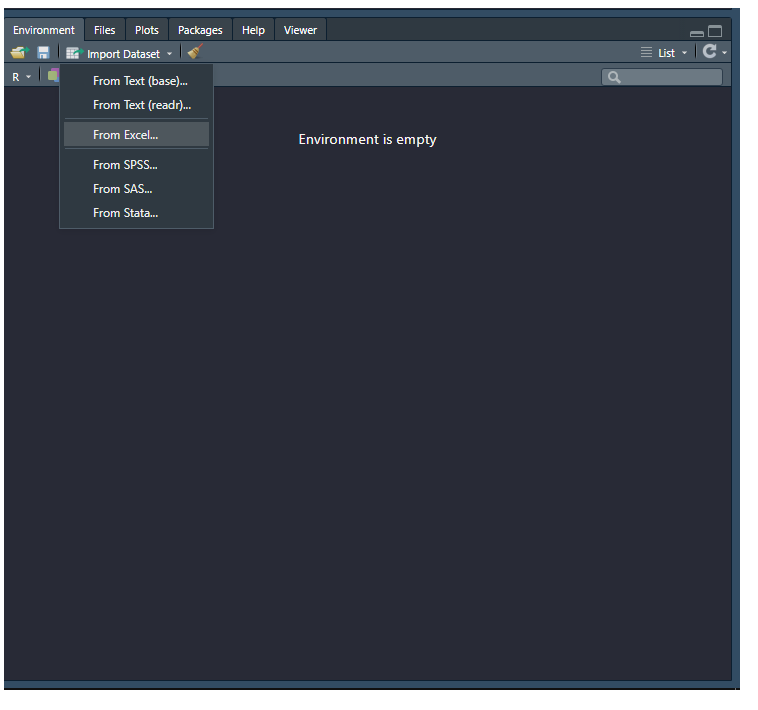 Environment Files Plots Packages Help Viewer
Import Dataset List
R
From Text (base)...
From Text (readr)...
From Excel...
From SPSS...
From SAS...
From Stata...
Environment is empty